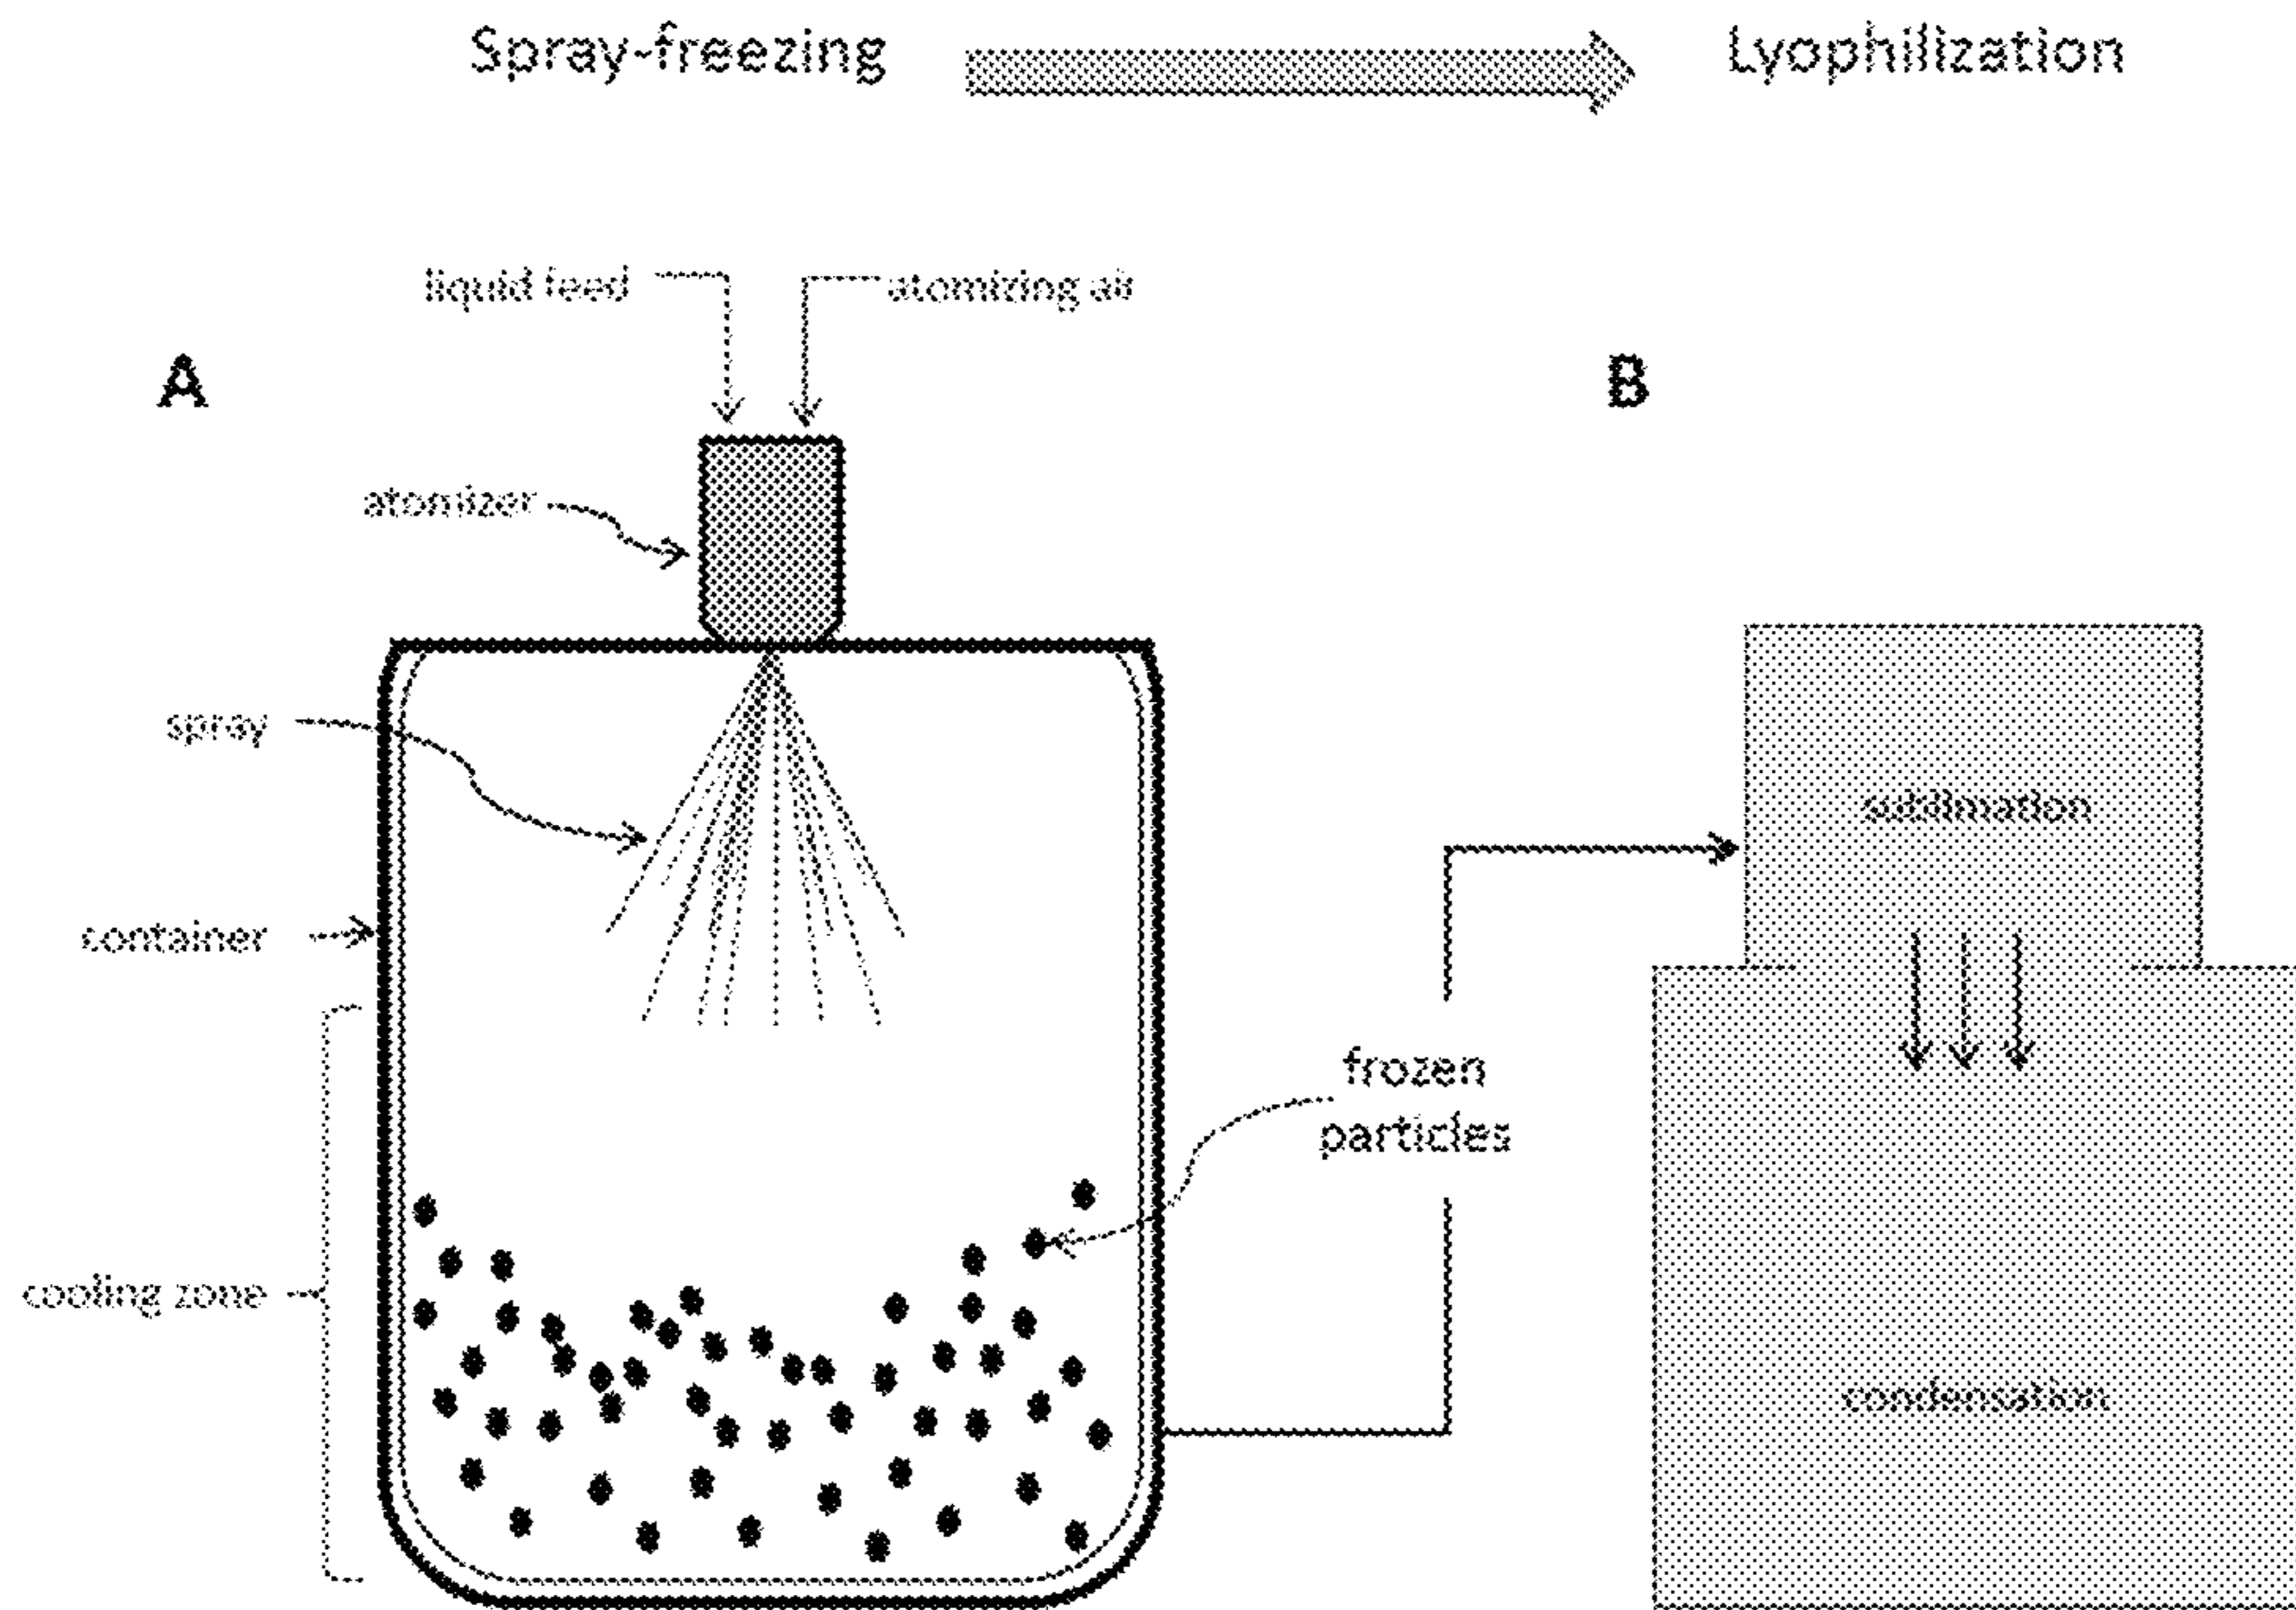 Spray-freezing
Lyophilization
liquid feed
atomizing air
A
B
atomizer
spray
sublimation
container
frozen
particles
cooling zone
condensation